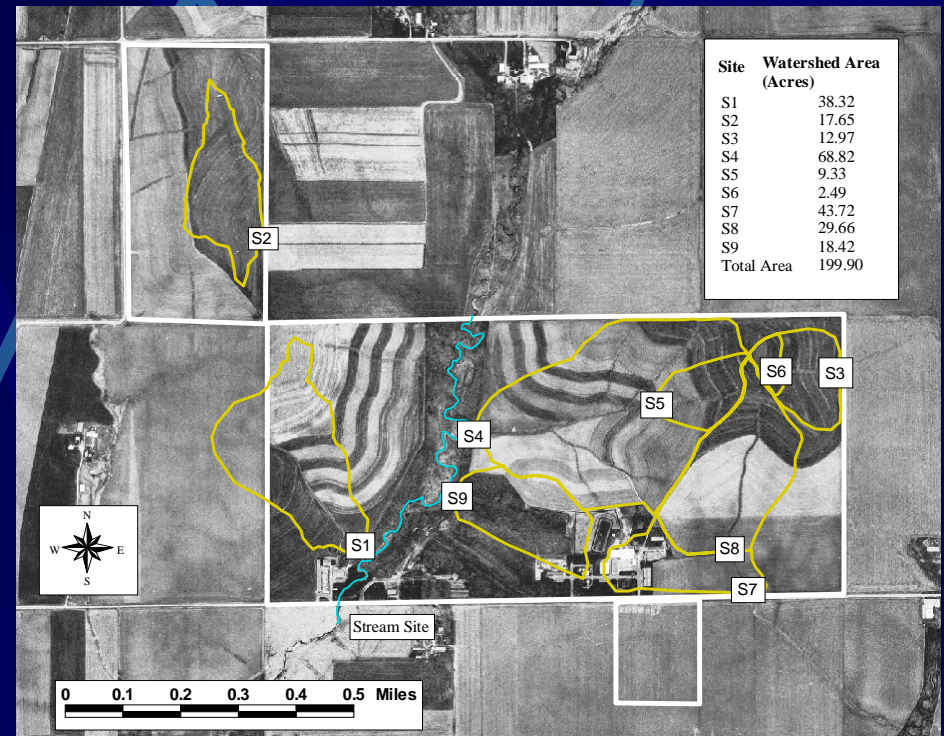 Site Watershed Area
(Acres)
S1 38.32
S2 17.65
S3 12.97
S4 68.82
S5 9.33
S6 2.49
S7 43.72
S8 29.66
S9 18.42
Total Area 199.90
S2
S6
S3
S5
S4
S9
S1
S8
S7
N
W E
S
Stream Site
0 0.1 0.2 0.3 0.4 0.5 Miles